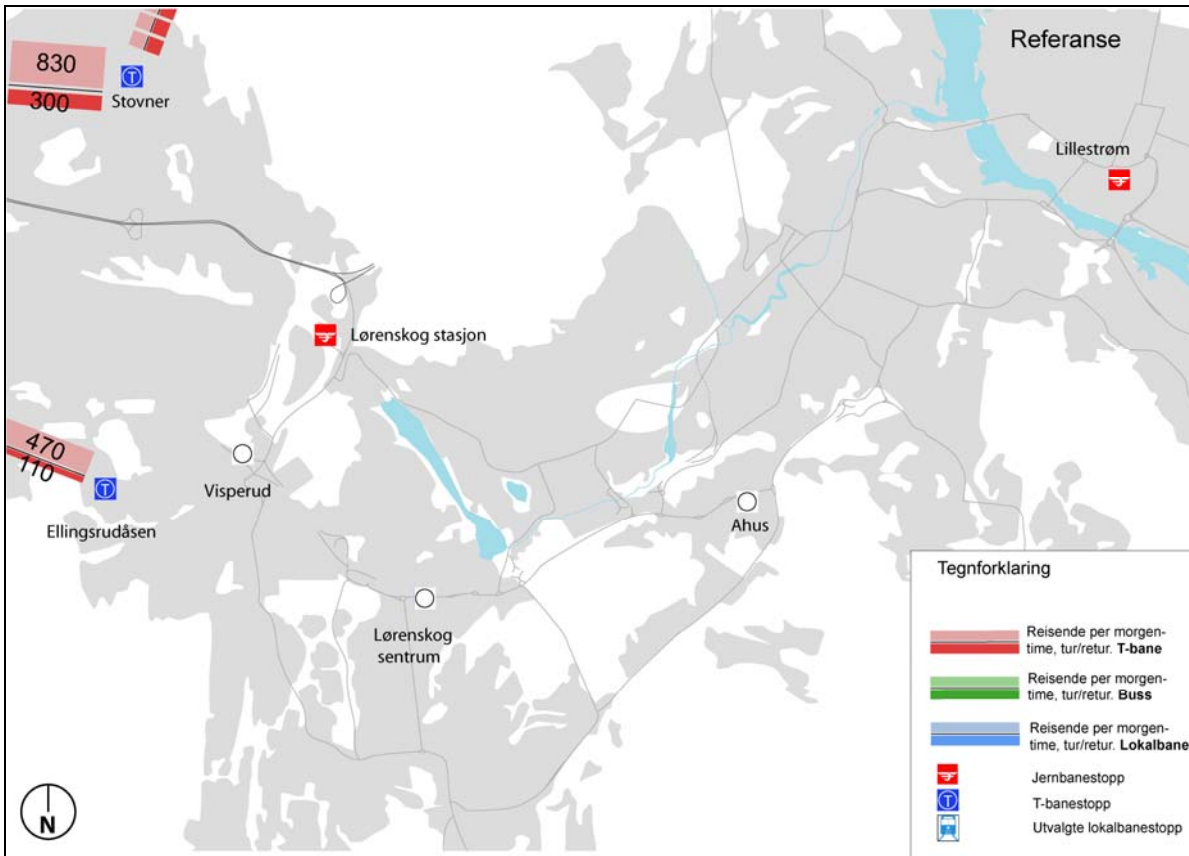 Referanse
830
300
Stovner
Lillestrøm
Lørenskog stasjon
470
110
Visperud
Ellingsrudåsen
Ahus
Lørenskog
sentrum
N
Tegnforklaring
Reisende per morgen-
time, tur/retur. T-bane
Reisende per morgen-
time, tur/retur. Buss
Reisende per morgen-
time, tur/retur. Lokalbane
Jernbanestopp
T
T-banestopp
Utvalgte lokalbanestopp